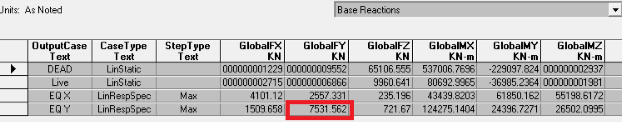 Units: As Noted
Base Reactions
OutputCase CaseType StepType GlobalFX GlobalFY GlobalFZ GlobalMX GlobalMY GlobalMZ
Text Text Text KN KN KN KN-m KN-m KN-m
DEAD LinStatic 000000001229 000000009552 65106.555 537006.7696 -229097.824 000000002937
Live LinStatic 000000002715 000000006866 9960.641 80692.9965 -36985.2364 000000001981
EQ X LinRespSpec Max 4101.12 2557.331 235.196 43439.8203 61850.162 55198.6172
EQ Y LinRespSpec Max 1509.658 7531.562 721.67 124275.1404 24396.7271 26502.0995